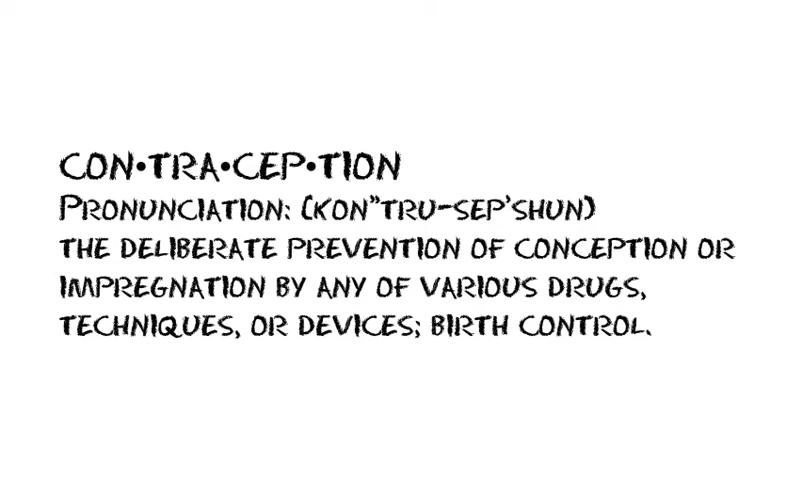 CON•TRA•CEP•TION
PRONUNCIATION: (KON"TRU-SEP'SHUN)
THE DELIBERATE PREVENTION OF CONCEPTION OR
IMPREGNATION BY ANY OF VARIOUS DRUGS,
TECHNIQUES, OR DEVICES; BIRTH CONTROL.